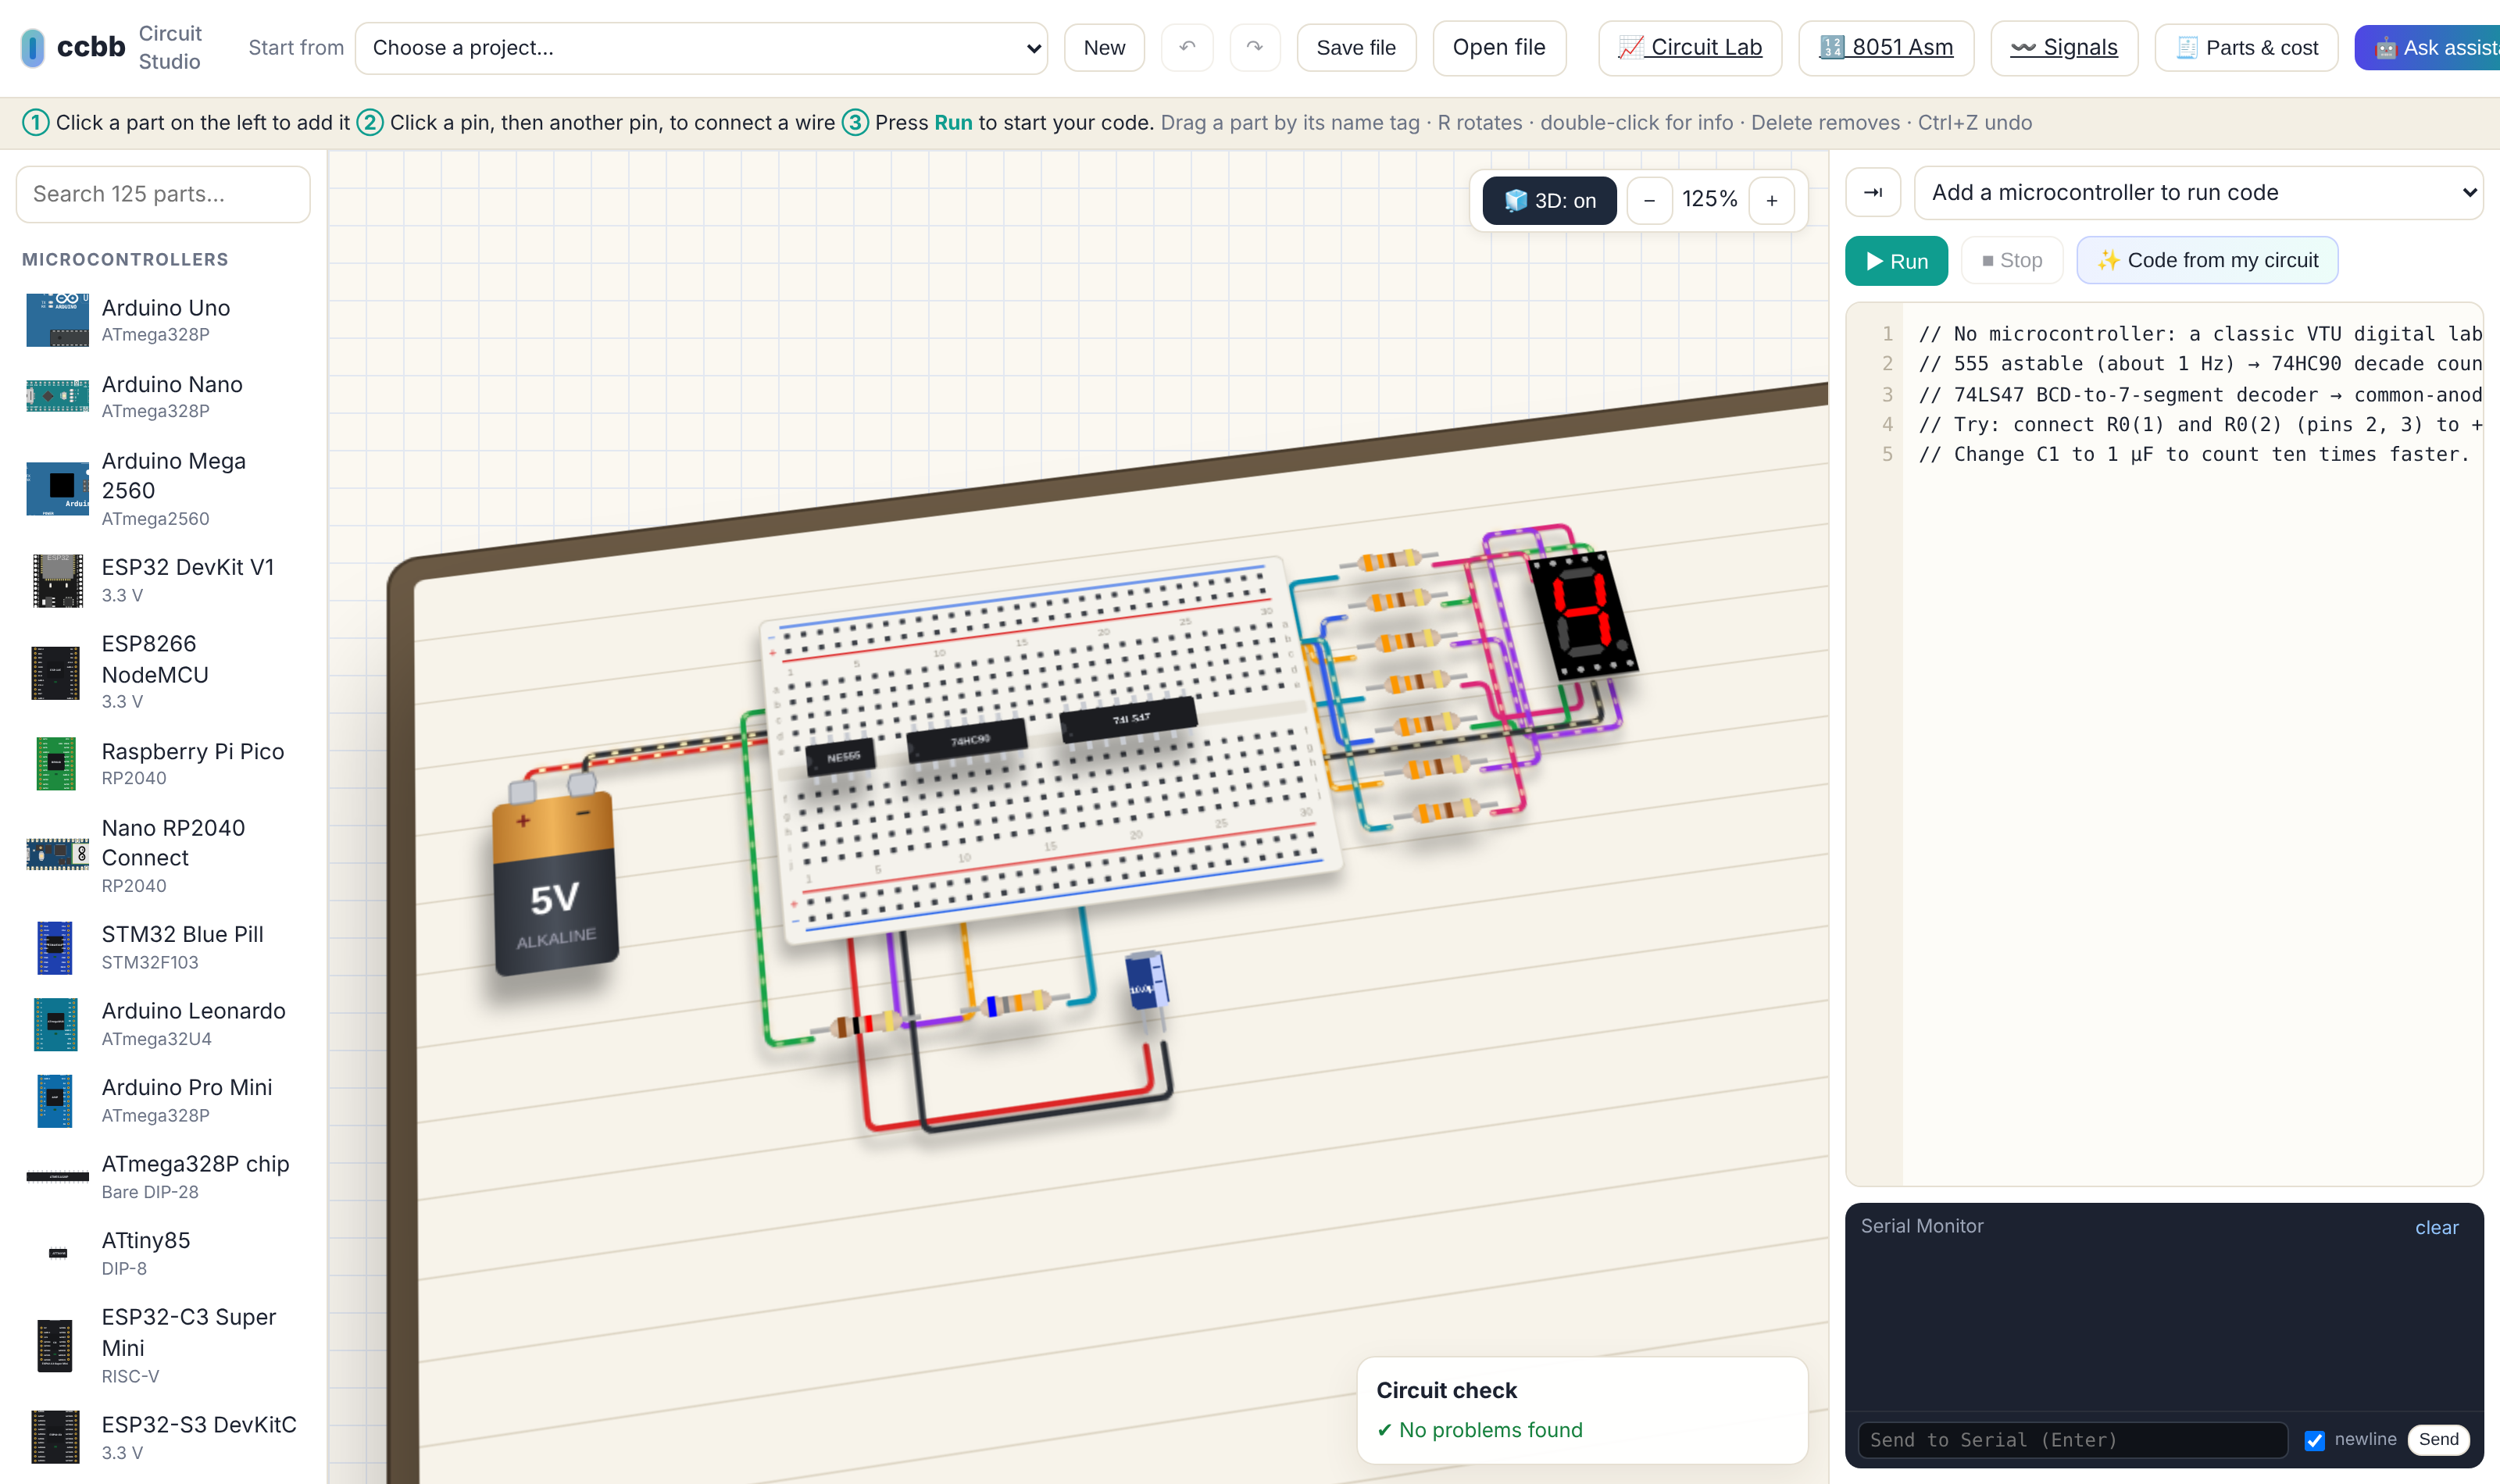 ccbb
Circuit Studio
Start from
Choose a project...
New
Save file
Open file
Circuit Lab
8051 Asm
Signals
Parts & cost
Ask assist
1 Click a part on the left to add it 2 Click a pin, then another pin, to connect a wire 3 Press Run to start your code. Drag a part by its name tag · R rotates · double-click for info · Delete removes · Ctrl+Z undo
Search 125 parts...
MICROCONTROLLERS
Arduino Uno
ATmega328P
Arduino Nano
ATmega328P
Arduino Mega 2560
ATmega2560
ESP32 DevKit V1
3.3 V
ESP8266 NodeMCU
3.3 V
Raspberry Pi Pico
RP2040
Nano RP2040 Connect
RP2040
STM32 Blue Pill
STM32F103
Arduino Leonardo
ATmega32U4
Arduino Pro Mini
ATmega328P
ATmega328P chip
Bare DIP-28
ATtiny85
DIP-8
ESP32-C3 Super Mini
RISC-V
ESP32-S3 DevKitC
3.3 V
3D: on
− 125% +
NE555
74HC90
74LS47
5V
ALKALINE
Circuit check
✔ No problems found
Add a microcontroller to run code
▶ Run
■ Stop
Code from my circuit
1 // No microcontroller: a classic VTU digital lab
2 // 555 astable (about 1 Hz) → 74HC90 decade coun
3 // 74LS47 BCD-to-7-segment decoder → common-anod
4 // Try: connect R0(1) and R0(2) (pins 2, 3) to +
5 // Change C1 to 1 µF to count ten times faster.
Serial Monitor
clear
Send to Serial (Enter)
newline
Send